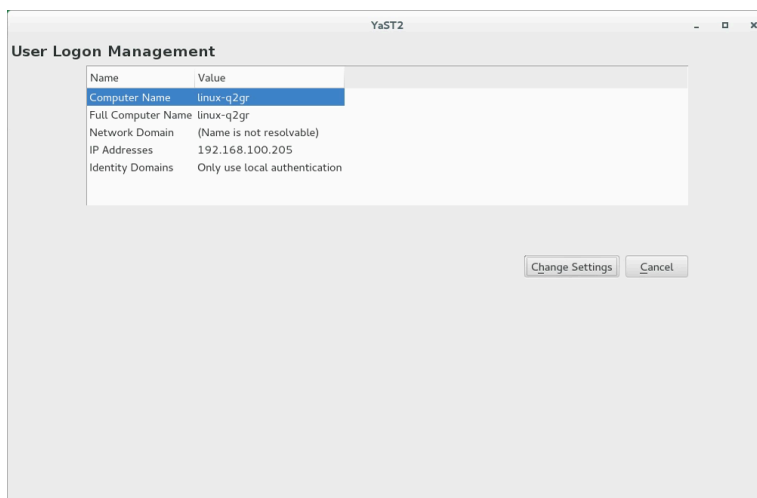 YaST2
User Logon Management
Name Value
Computer Name linux-q2gr
Full Computer Name linux-q2gr
Network Domain (Name is not resolvable)
IP Addresses 192.168.100.205
Identity Domains Only use local authentication
Change Settings Cancel